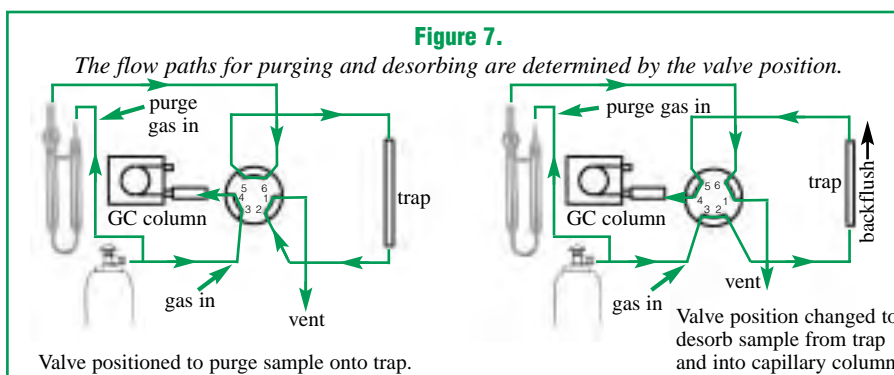 Figure 7.
The flow paths for purging and desorbing are determined by the valve position.
purge
gas in
GC column
5 6
4 1
3 2
trap
gas in
vent
Valve positioned to purge sample onto trap.
purge gas in
GC column
5 6
4 1
3 2
trap
backflush
gas in
vent
Valve position changed to
desorb sample from trap
and into capillary column